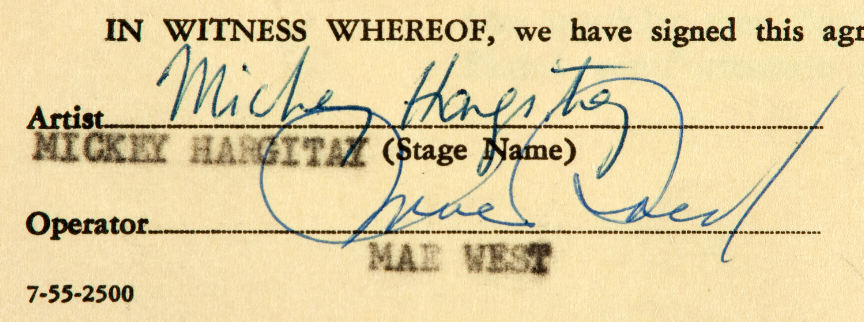 IN WITNESS WHEREOF, we have signed this agr
Mickey Hargitay
Artist
MICKEY HARGITAY (Stage Name)
Mae West
Operator
MAE WEST
7-55-2500